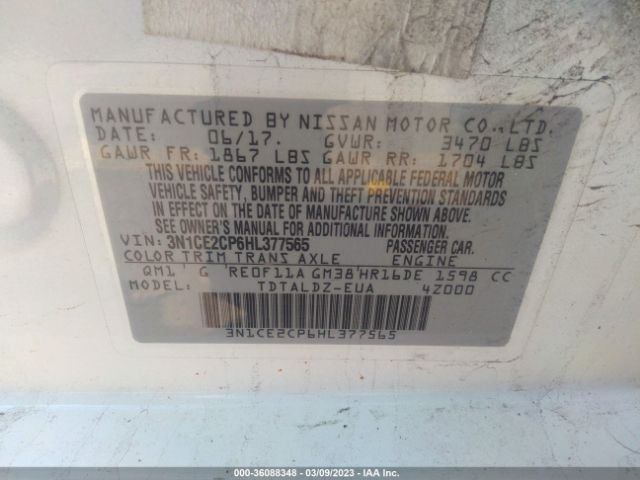 MANUFACTURED BY NISSAN MOTOR CO.,LTD.
DATE: 06/17. GVWR: 3470 LBS
GAWR FR: 1867 LBS GAWR RR: 1704 LBS
THIS VEHICLE CONFORMS TO ALL APPLICABLE FEDERAL MOTOR
VEHICLE SAFETY, BUMPER AND THEFT PREVENTION STANDARDS
IN EFFECT ON THE DATE OF MANUFACTURE SHOWN ABOVE.
SEE OWNER'S MANUAL FOR ADDITIONAL INFORMATION.
VIN: 3N1CE2CP6HL377565 PASSENGER CAR.
COLOR TRIM TRANS AXLE ENGINE
QM1' G 'RE0F11A GM38'HR16DE 1598 CC
MODEL: TDTALDZ-EUA 4Z000
3N1CE2CP6HL377565
000-36088348 | 03/09/2023 | IAA Inc.